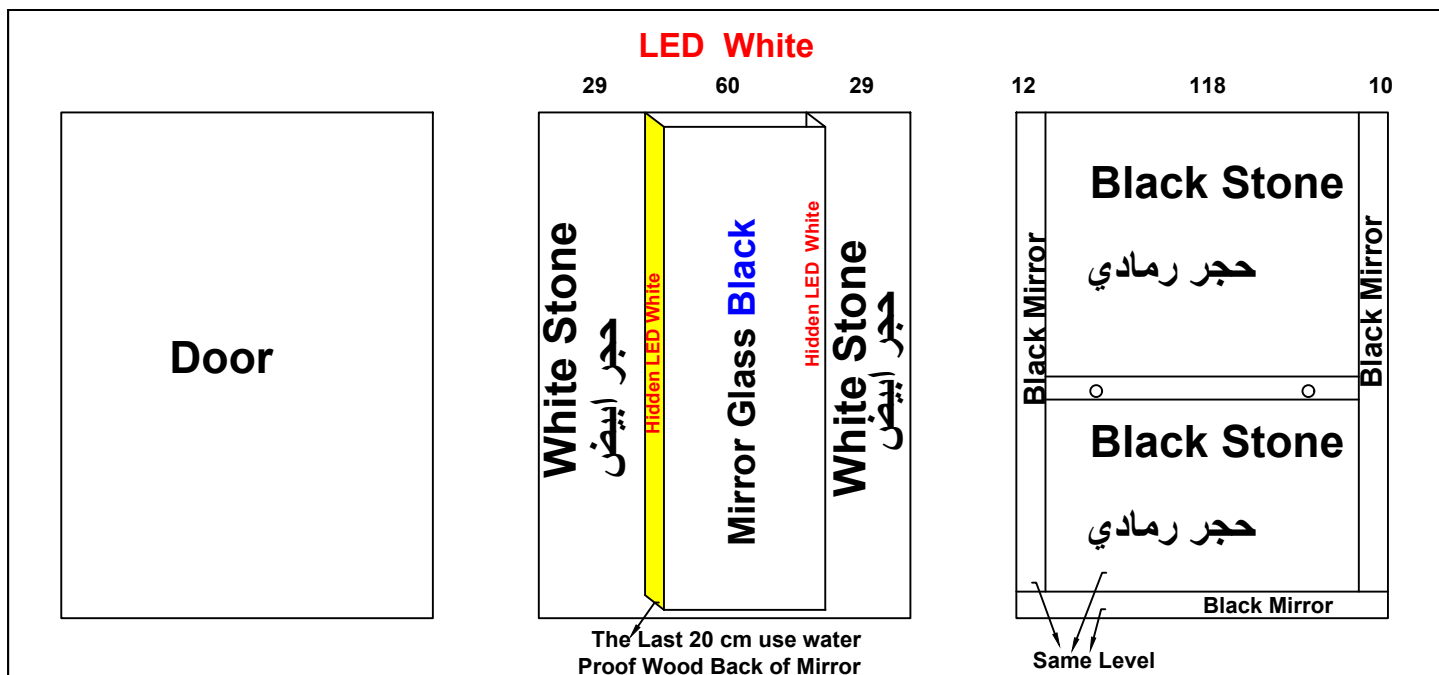 LED White
29
60
29
12
118
10
Door
White Stone
حجر ابيض
Hidden LED White
Mirror Glass Black
Hidden LED White
White Stone
حجر ابيض
The Last 20 cm use water
Proof Wood Back of Mirror
Black Mirror
Black Stone
حجر رمادي
Black Mirror
Black Stone
حجر رمادي
Black Mirror
Same Level